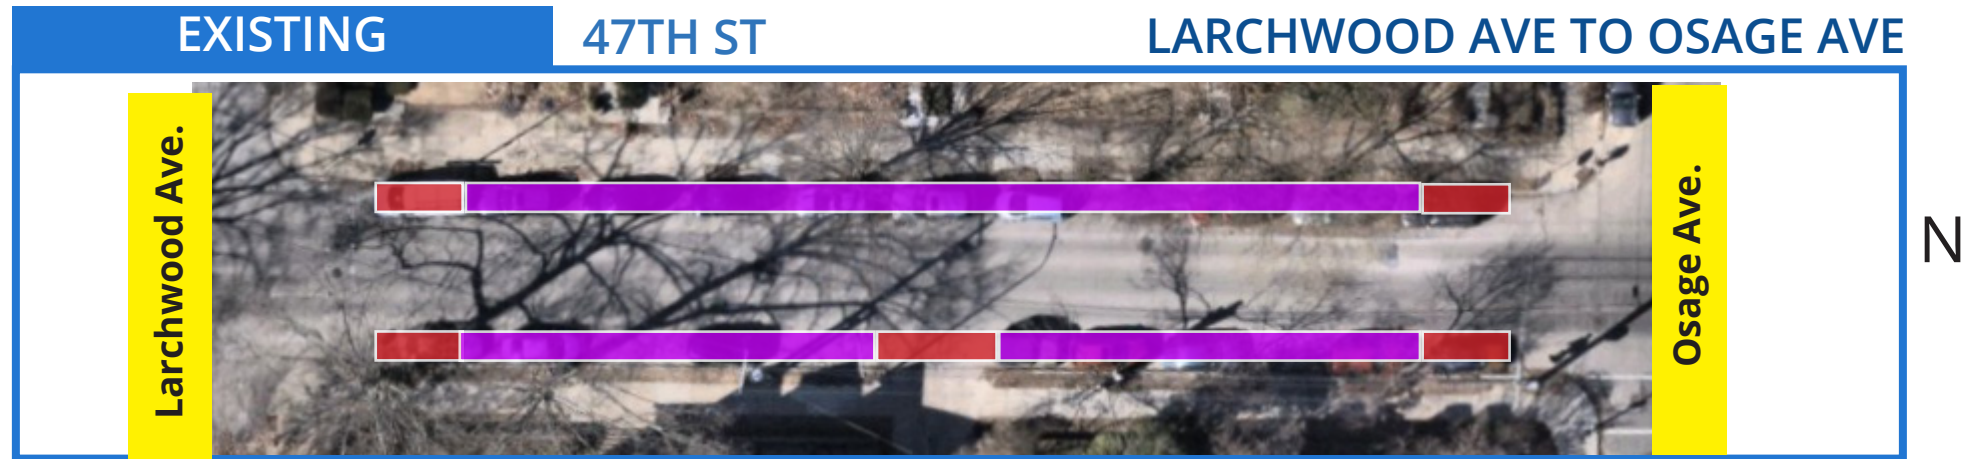 EXISTING
47TH ST
LARCHWOOD AVE TO OSAGE AVE
Larchwood Ave.
Osage Ave.
N